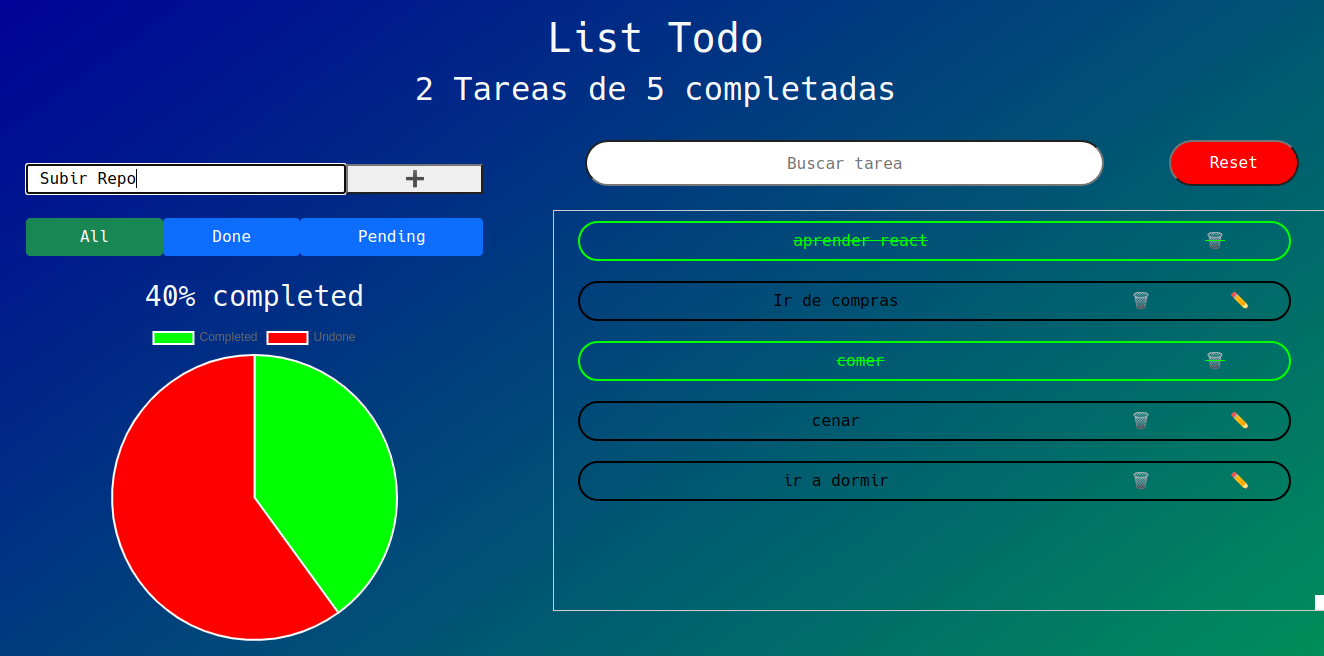 List Todo
2 Tareas de 5 completadas
Subir Repo
All Done Pending
40% completed
Completed Undone
Buscar tarea Reset
aprender react
Ir de compras
comer
cenar
ir a dormir